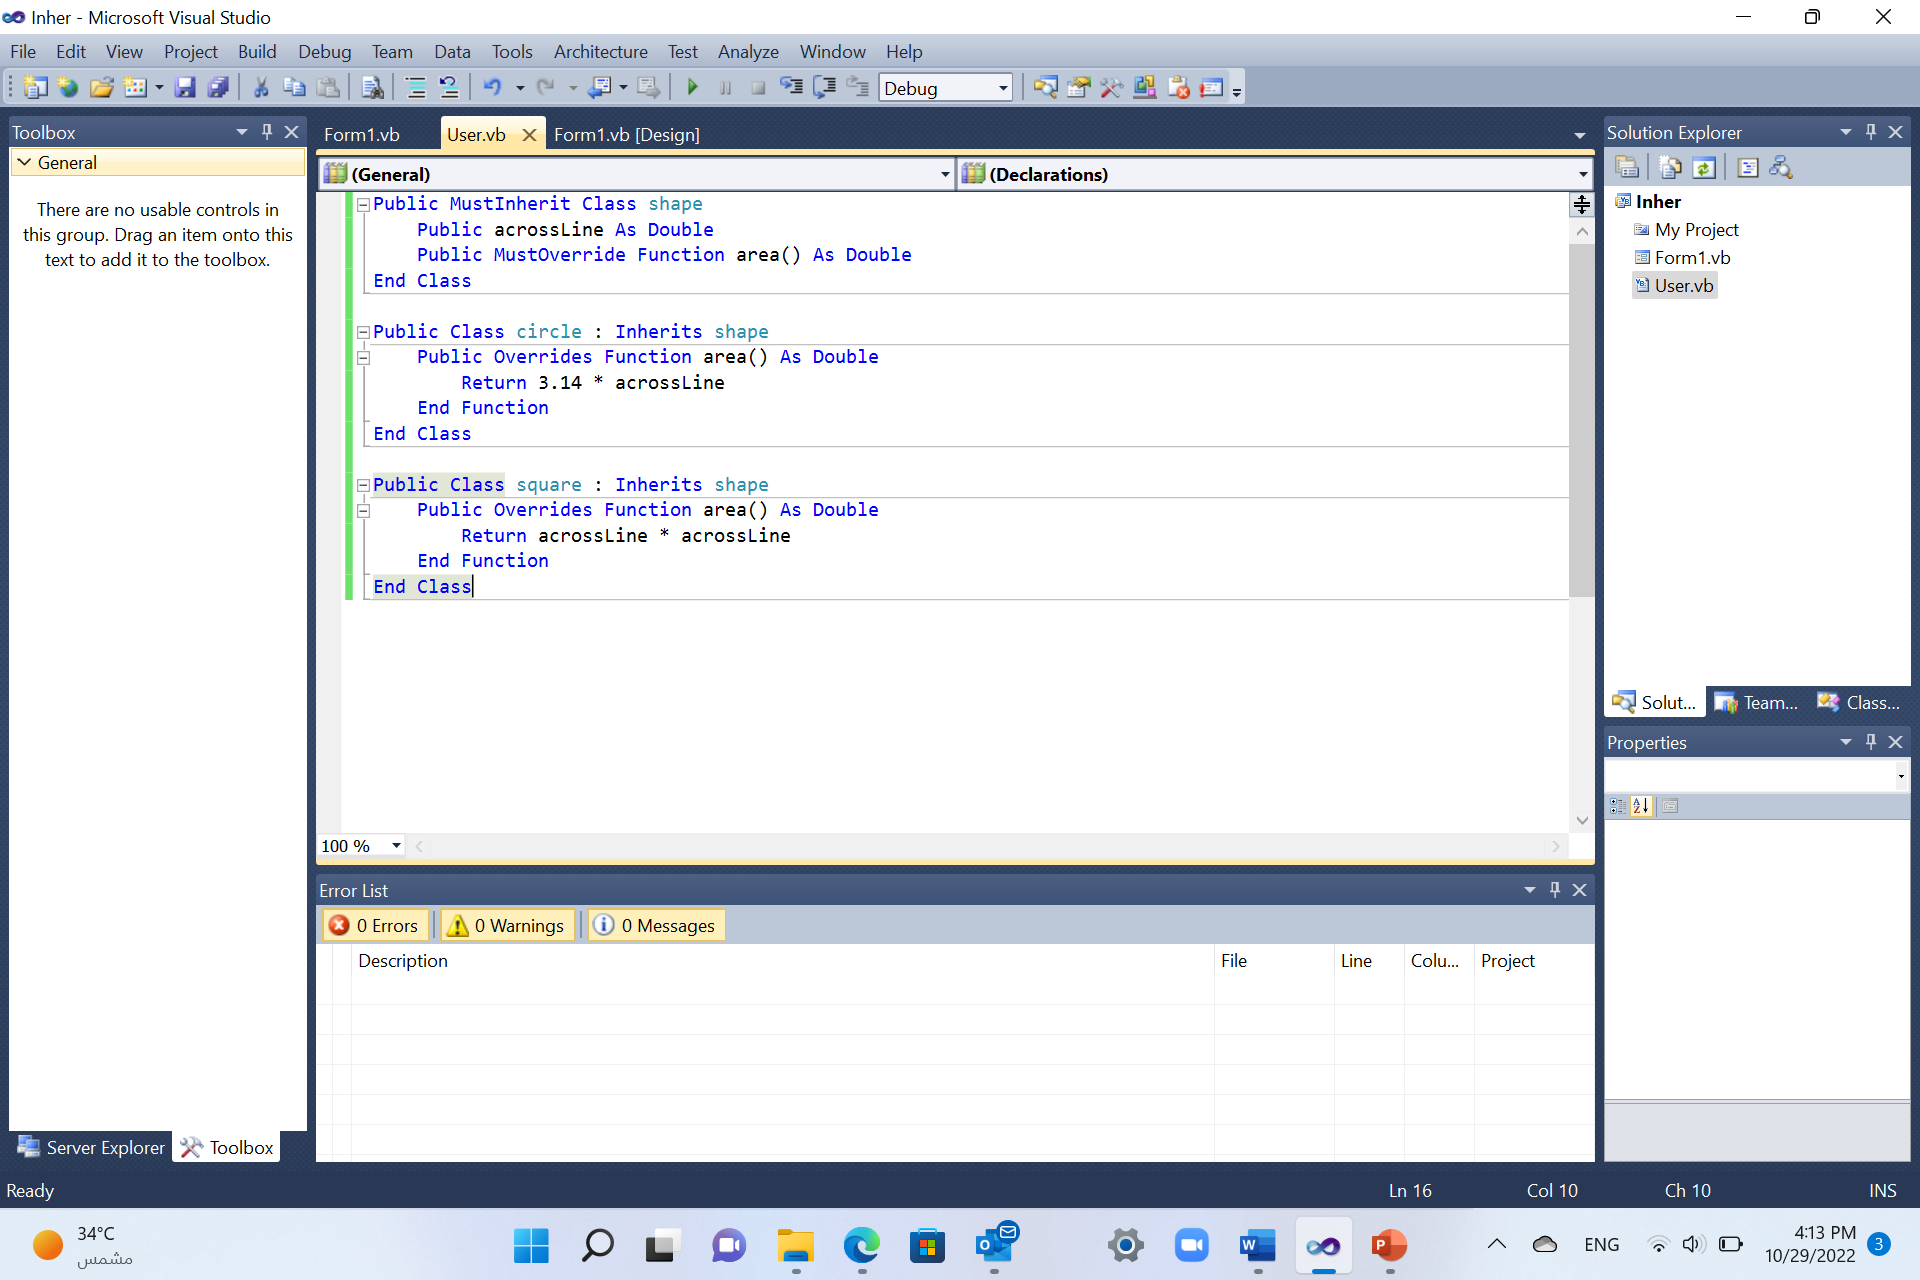 Inher - Microsoft Visual Studio
File Edit View Project Build Debug Team Data Tools Architecture Test Analyze Window Help
Debug
Toolbox
General
There are no usable controls in
this group. Drag an item onto this
text to add it to the toolbox.
Server Explorer Toolbox
Form1.vb User.vb Form1.vb [Design]
(General) (Declarations)
Public MustInherit Class shape
    Public acrossLine As Double
    Public MustOverride Function area() As Double
End Class
Public Class circle : Inherits shape
    Public Overrides Function area() As Double
        Return 3.14 * acrossLine
    End Function
End Class
Public Class square : Inherits shape
    Public Overrides Function area() As Double
        Return acrossLine * acrossLine
    End Function
End Class
100 %
Error List
0 Errors 0 Warnings 0 Messages
Description File Line Colu... Project
Solution Explorer
Inher
My Project
Form1.vb
User.vb
Solut... Team... Class...
Properties
Ready Ln 16 Col 10 Ch 10 INS
34°C
مشمس
ENG
4:13 PM
10/29/2022
3